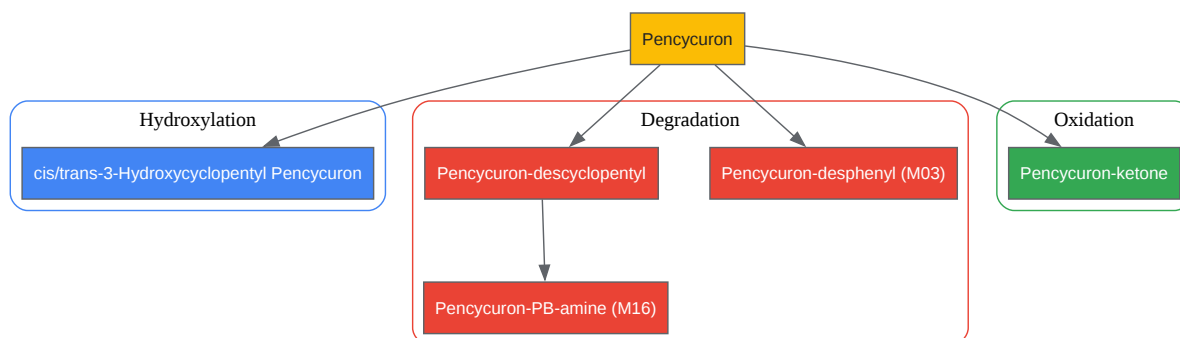 Pencycuron
Hydroxylation
Degradation
Oxidation
cis/trans-3-Hydroxycyclopentyl Pencycuron
Pencycuron-descyclopentyl
Pencycuron-desphenyl (M03)
Pencycuron-ketone
Pencycuron-PB-amine (M16)